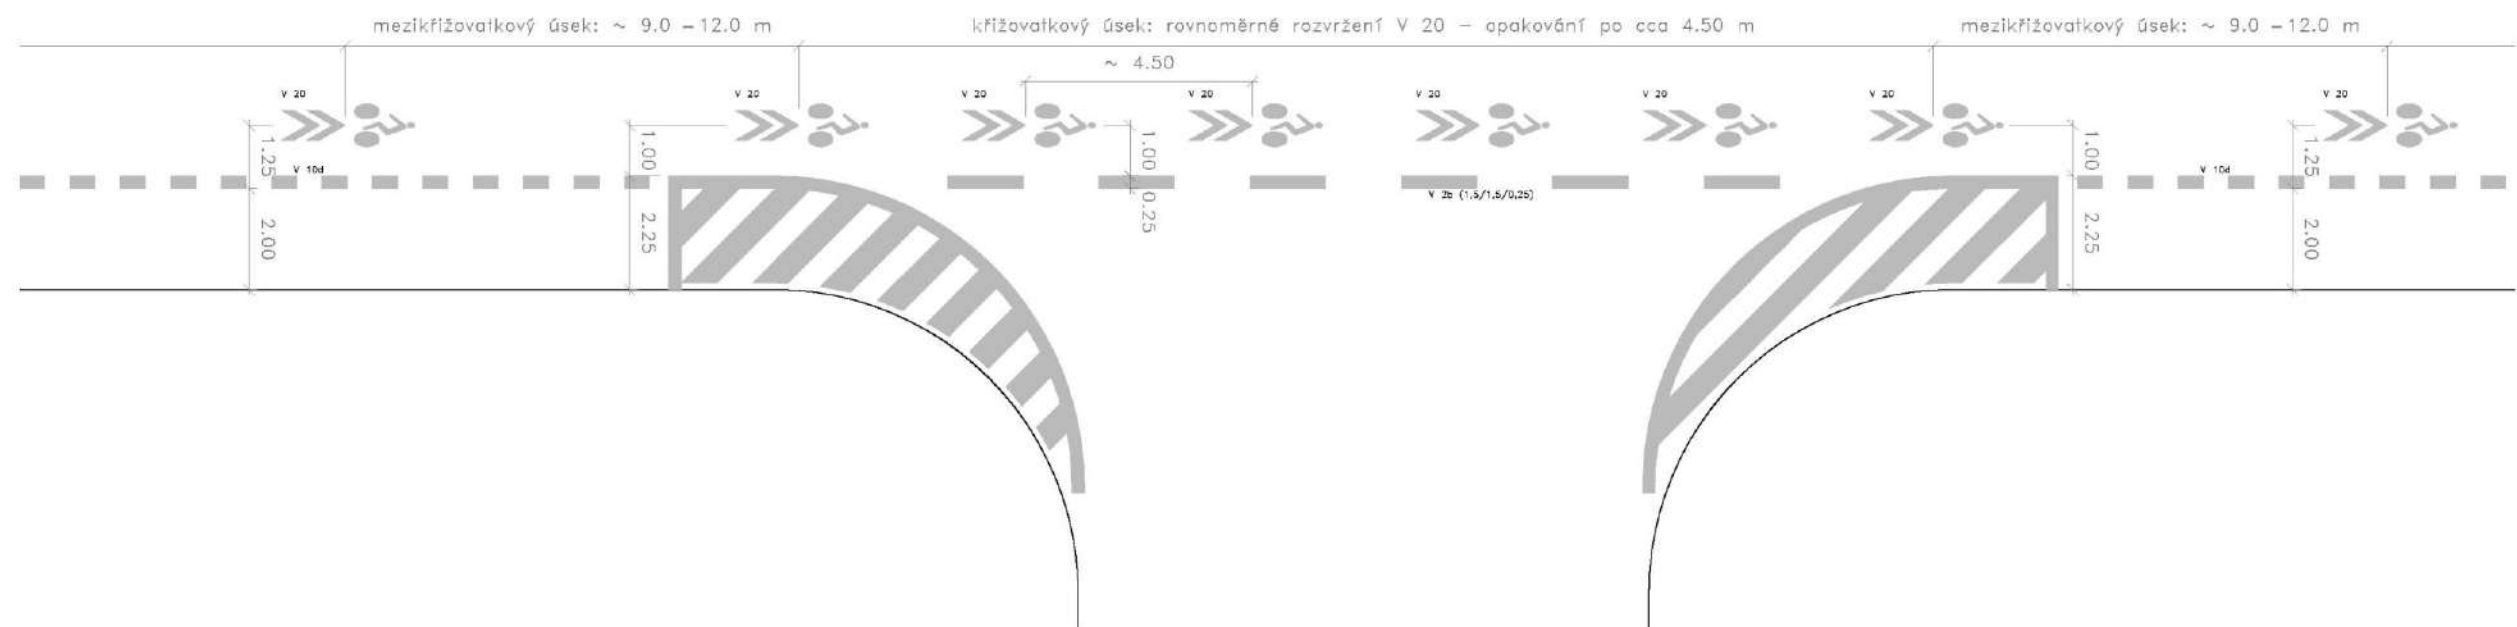 mezikřižovatkový úsek: ~ 9.0 – 12.0 m
křižovatkový úsek: rovnoměrné rozvržení V 20 – opakování po cca 4.50 m
mezikřižovatkový úsek: ~ 9.0 – 12.0 m
~ 4.50
V 20
V 20
V 20
V 20
V 20
V 20
V 20
V 20
1.25
1.00
1.00
1.00
1.25
V 10d
V 10d
V 2b (1,5/1,5/0,25)
2.00
2.25
0.25
2.25
2.00